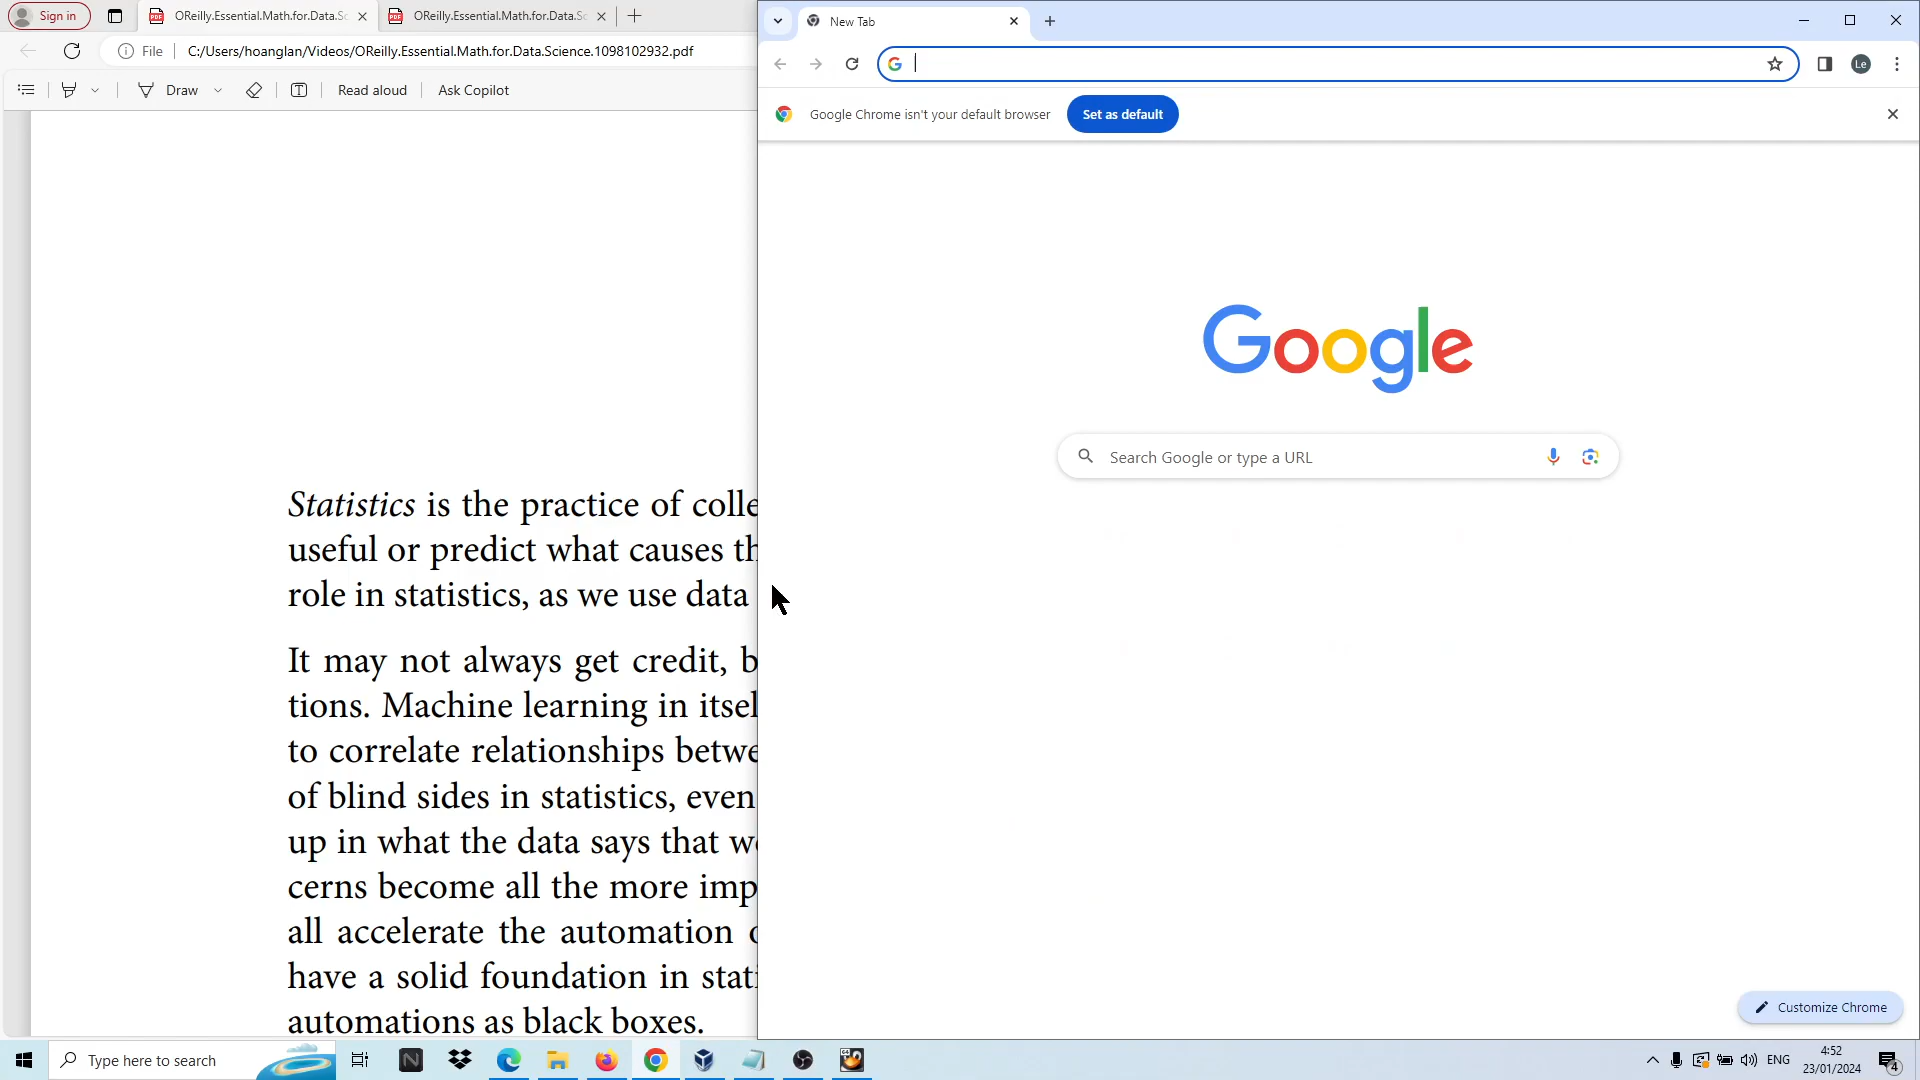 Sign in
OReilly.Essential.Math.for.Data.Sc
OReilly.Essential.Math.for.Data.Sc
File
C:/Users/hoanglan/Videos/OReilly.Essential.Math.for.Data.Science.1098102932.pdf
Draw
Read aloud
Ask Copilot
Statistics is the practice of colle
useful or predict what causes th
role in statistics, as we use data
It may not always get credit, b
tions. Machine learning in itsel
to correlate relationships betwe
of blind sides in statistics, even
up in what the data says that we
cerns become all the more imp
all accelerate the automation o
have a solid foundation in stati
automations as black boxes.
New Tab
Le
Google Chrome isn't your default browser
Set as default
Google
Search Google or type a URL
Customize Chrome
Type here to search
ENG
4:52
23/01/2024
4